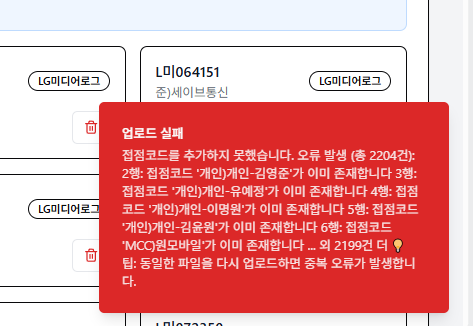 LG미디어로그
L미064151
준)세이브통신
LG미디어로그
업로드 실패
접점코드를 추가하지 못했습니다. 오류 발생 (총 2204건):
2행: 접점코드 '개인)개인-김영준'가 이미 존재합니다 3행:
접점코드 '개인)개인-유예정'가 이미 존재합니다 4행: 접점
코드 '개인)개인-이명원'가 이미 존재합니다 5행: 접점코드
'개인)개인-김윤원'가 이미 존재합니다 6행: 접점코드
'MCC)원모바일'가 이미 존재합니다 ... 외 2199건 더 💡
팁: 동일한 파일을 다시 업로드하면 중복 오류가 발생합니
다.
LG미디어로그